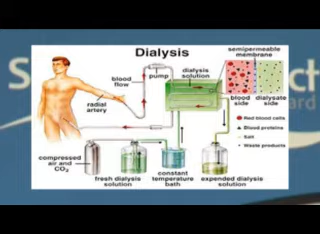 Dialysis
semipermeable
membrane
blood
flow
pump
dialysis
solution
radial
artery
blood
side
dialysate
side
Red blood cells
Blood proteins
Salt
Waste products
compressed
air and
CO2
fresh dialysis
solution
constant
temperature
bath
expended dialysis
solution